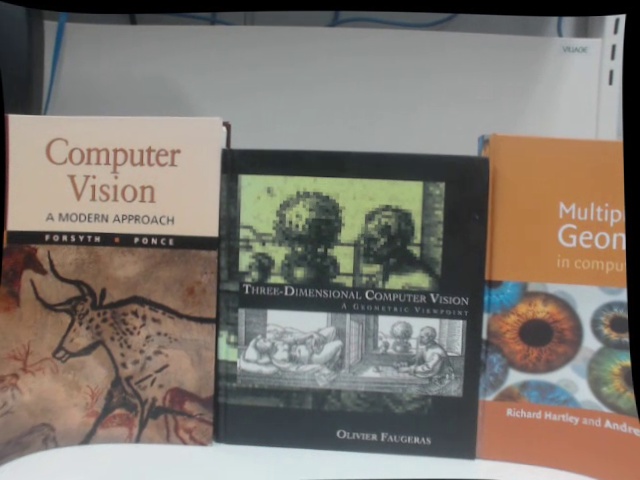 Computer
Vision
A MODERN APPROACH
FORSYTH PONCE
THREE-DIMENSIONAL COMPUTER VISION
A GEOMETRIC VIEWPOINT
OLIVIER FAUGERAS
Multip
Geom
in compu
Richard Hartley and Andre